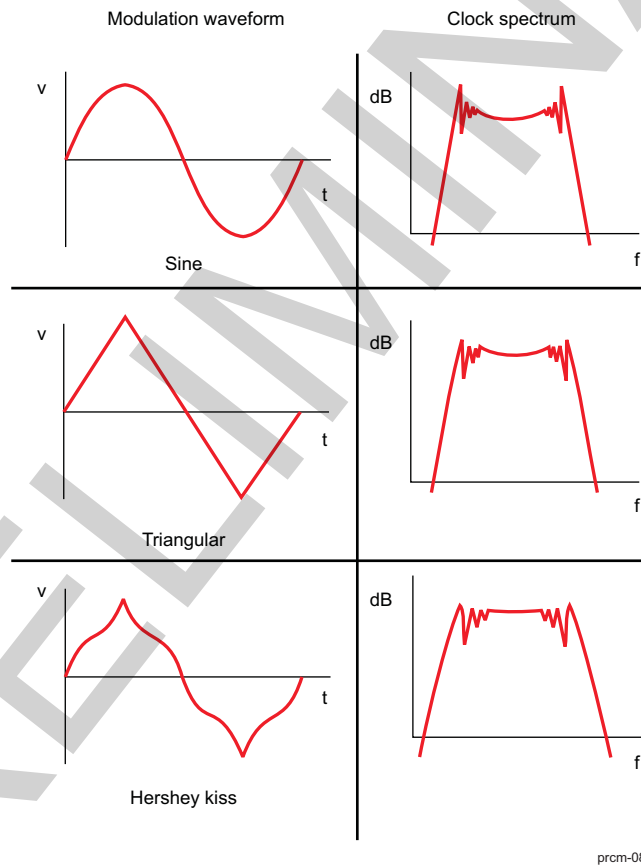 Modulation waveform
Clock spectrum
v
t
Sine
dB
f
v
t
Triangular
dB
f
v
t
Hershey kiss
dB
f